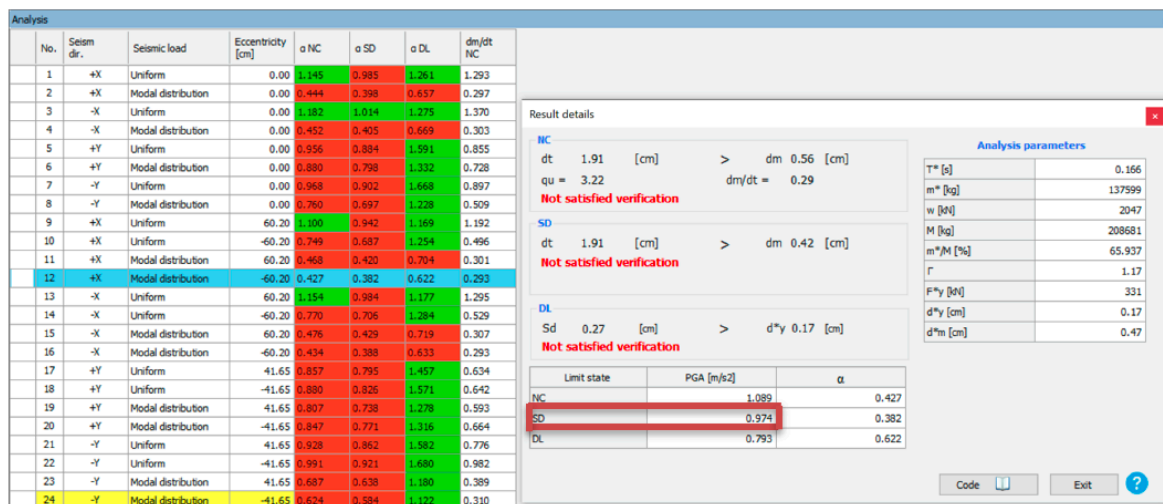 Analysis
No. Seism dir. Seismic load Eccentricity [cm] α NC α SD α DL dm/dt NC
1 +X Uniform 0.00 1.145 0.985 1.261 1.293
2 +X Modal distribution 0.00 0.444 0.398 0.657 0.297
3 -X Uniform 0.00 1.182 1.014 1.275 1.370
4 -X Modal distribution 0.00 0.452 0.405 0.669 0.303
5 +Y Uniform 0.00 0.956 0.884 1.591 0.855
6 +Y Modal distribution 0.00 0.880 0.798 1.332 0.728
7 -Y Uniform 0.00 0.968 0.902 1.668 0.897
8 -Y Modal distribution 0.00 0.760 0.697 1.228 0.509
9 +X Uniform 60.20 1.100 0.942 1.169 1.192
10 +X Uniform -60.20 0.749 0.687 1.254 0.496
11 +X Modal distribution 60.20 0.468 0.420 0.704 0.301
12 +X Modal distribution -60.20 0.427 0.382 0.622 0.293
13 -X Uniform 60.20 1.154 0.984 1.177 1.295
14 -X Uniform -60.20 0.770 0.706 1.284 0.529
15 -X Modal distribution 60.20 0.476 0.429 0.719 0.307
16 -X Modal distribution -60.20 0.434 0.388 0.633 0.293
17 +Y Uniform 41.65 0.857 0.795 1.457 0.634
18 +Y Uniform -41.65 0.880 0.826 1.571 0.642
19 +Y Modal distribution 41.65 0.807 0.738 1.278 0.593
20 +Y Modal distribution -41.65 0.847 0.771 1.316 0.664
21 -Y Uniform 41.65 0.928 0.862 1.582 0.776
22 -Y Uniform -41.65 0.991 0.921 1.680 0.982
23 -Y Modal distribution 41.65 0.687 0.638 1.180 0.389
24 -Y Modal distribution -41.65 0.624 0.584 1.122 0.310
Result details
NC
dt 1.91 [cm] > dm 0.56 [cm]
qu = 3.22 dm/dt = 0.29
Not satisfied verification
SD
dt 1.91 [cm] > dm 0.42 [cm]
Not satisfied verification
DL
Sd 0.27 [cm] > d*y 0.17 [cm]
Not satisfied verification
Limit state PGA [m/s2] α
NC 1.089 0.427
SD 0.974 0.382
DL 0.793 0.622
Analysis parameters
T* [s] 0.166
m* [kg] 137599
w [kN] 2047
M [kg] 208681
m*/M [%] 65.937
Γ 1.17
F*y [kN] 331
d*y [cm] 0.17
d*m [cm] 0.47
Code Exit ?